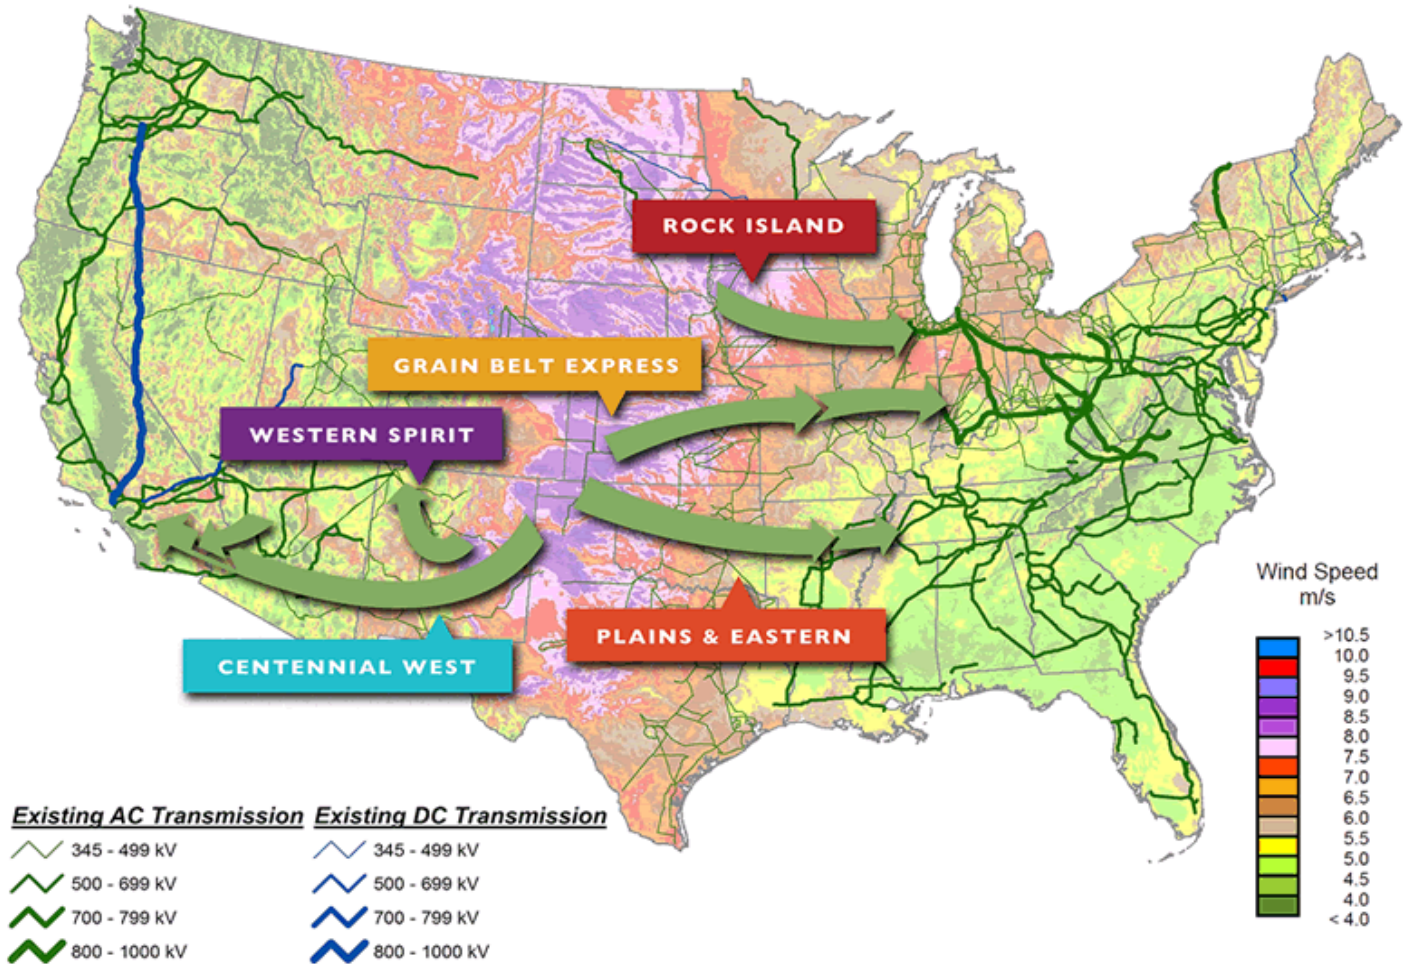 ROCK ISLAND
GRAIN BELT EXPRESS
WESTERN SPIRIT
PLAINS & EASTERN
CENTENNIAL WEST
Wind Speed
m/s
>10.5
10.0
9.5
9.0
8.5
8.0
7.5
7.0
6.5
6.0
5.5
5.0
4.5
4.0
< 4.0
Existing AC Transmission
345 - 499 kV
500 - 699 kV
700 - 799 kV
800 - 1000 kV
Existing DC Transmission
345 - 499 kV
500 - 699 kV
700 - 799 kV
800 - 1000 kV